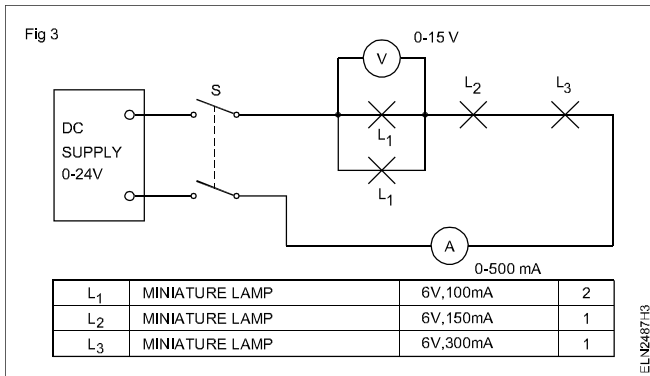 Fig 3
0-15 V
V
S
L2
L3
DC
SUPPLY
0-24V
L1
L1
A
0-500 mA
L1 MINIATURE LAMP 6V,100mA 2
L2 MINIATURE LAMP 6V,150mA 1
L3 MINIATURE LAMP 6V,300mA 1
ELN2487H3